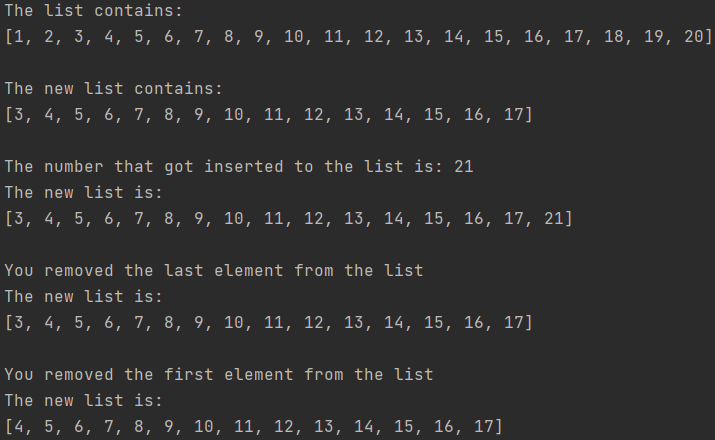 The list contains:
[1, 2, 3, 4, 5, 6, 7, 8, 9, 10, 11, 12, 13, 14, 15, 16, 17, 18, 19, 20]
The new list contains:
[3, 4, 5, 6, 7, 8, 9, 10, 11, 12, 13, 14, 15, 16, 17]
The number that got inserted to the list is: 21
The new list is:
[3, 4, 5, 6, 7, 8, 9, 10, 11, 12, 13, 14, 15, 16, 17, 21]
You removed the last element from the list
The new list is:
[3, 4, 5, 6, 7, 8, 9, 10, 11, 12, 13, 14, 15, 16, 17]
You removed the first element from the list
The new list is:
[4, 5, 6, 7, 8, 9, 10, 11, 12, 13, 14, 15, 16, 17]